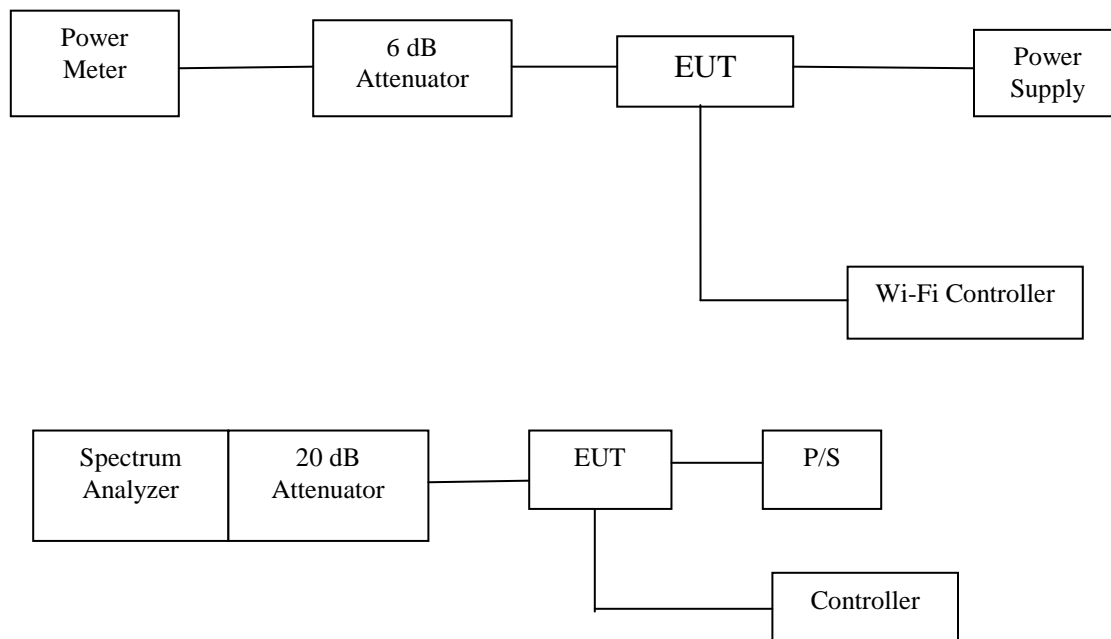 Power
Meter
6 dB
Attenuator
EUT
Power
Supply
Wi-Fi Controller
Spectrum
Analyzer
20 dB
Attenuator
EUT
P/S
Controller